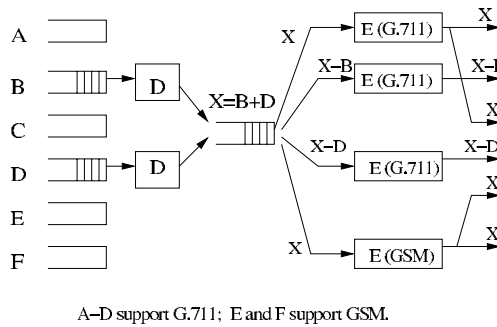 A
B
C
D
E
F
D
D
X=B+D
X
X–B
X–D
X
E (G.711)
E (G.711)
E (G.711)
E (GSM)
X
X
X–D
X
X
A–D support G.711; E and F support GSM.